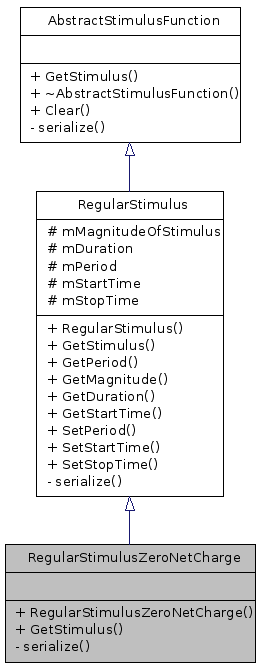 AbstractStimulusFunction
+ GetStimulus()
+ ~AbstractStimulusFunction()
+ Clear()
- serialize()
RegularStimulus
# mMagnitudeOfStimulus
# mDuration
# mPeriod
# mStartTime
# mStopTime
+ RegularStimulus()
+ GetStimulus()
+ GetPeriod()
+ GetMagnitude()
+ GetDuration()
+ GetStartTime()
+ SetPeriod()
+ SetStartTime()
+ SetStopTime()
- serialize()
RegularStimulusZeroNetCharge
+ RegularStimulusZeroNetCharge()
+ GetStimulus()
- serialize()